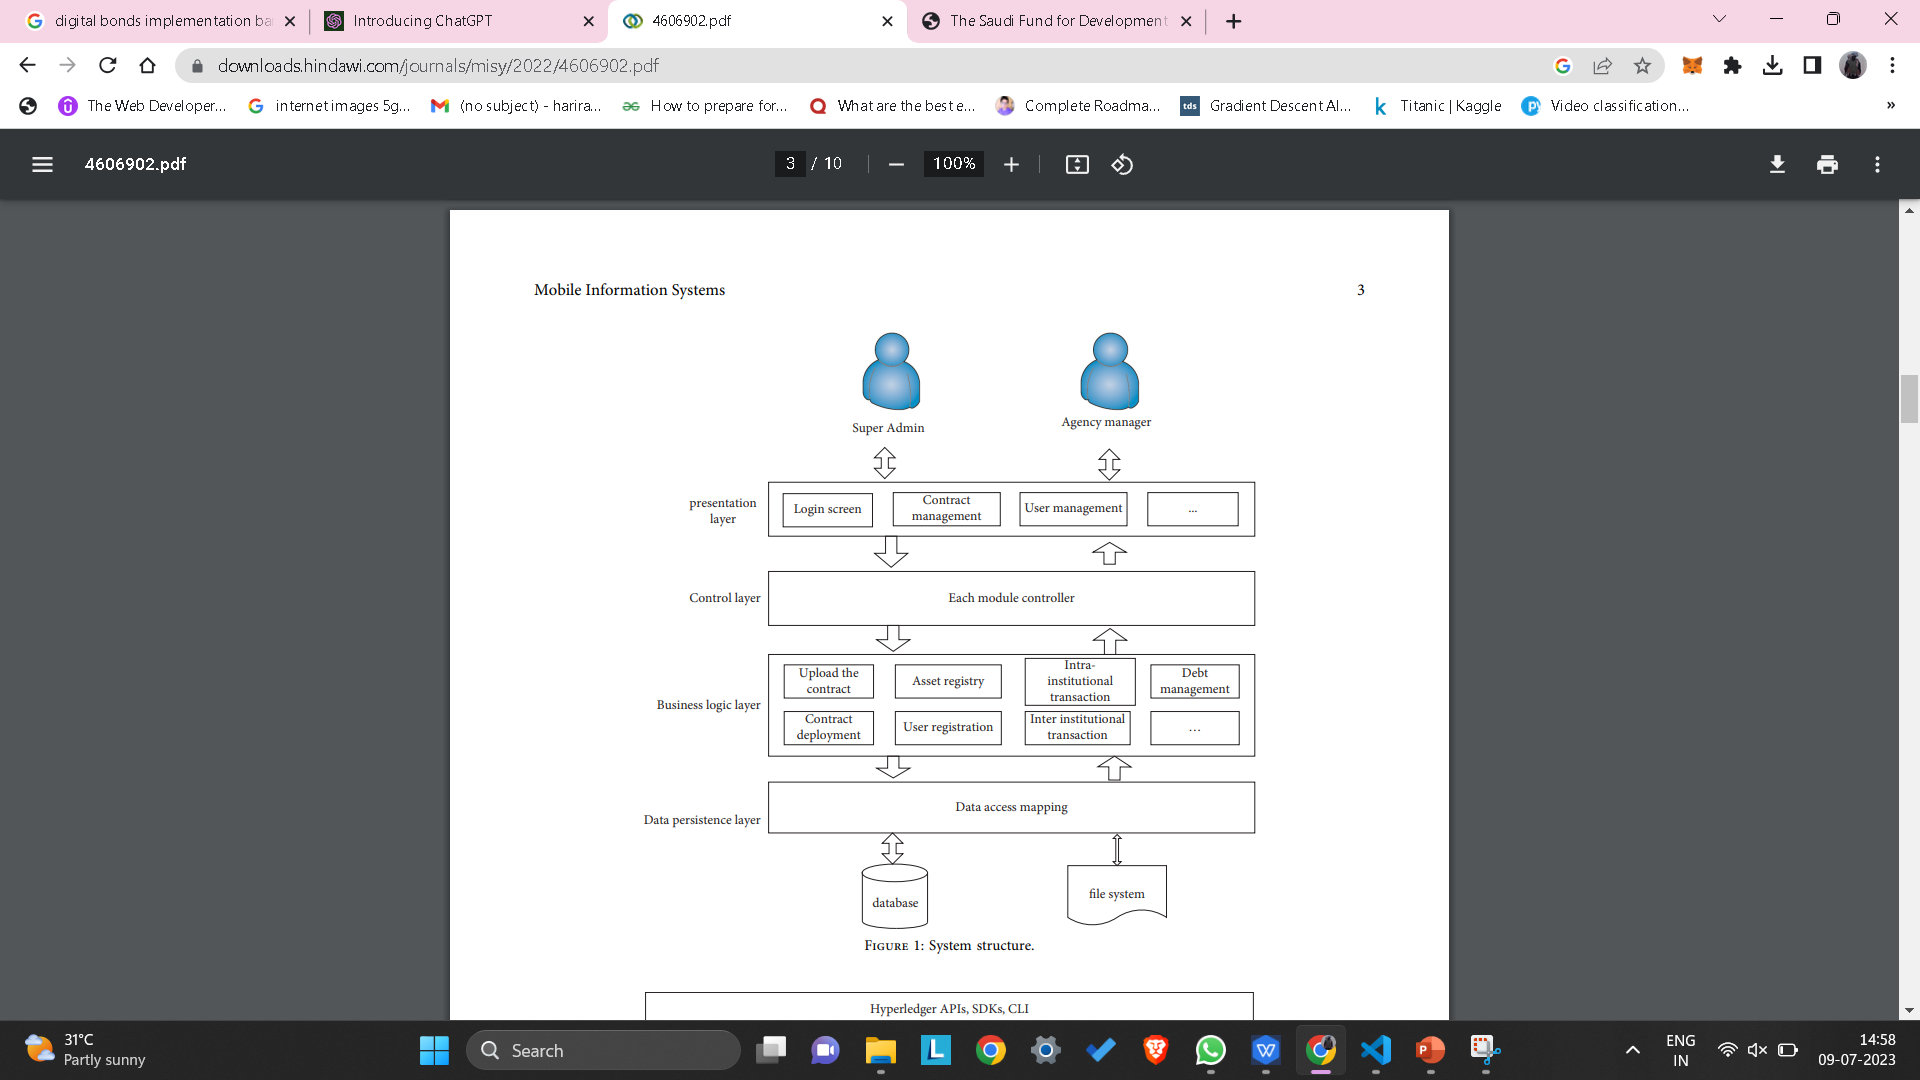 digital bonds implementation ba
Introducing ChatGPT
4606902.pdf
The Saudi Fund for Development
downloads.hindawi.com/journals/misy/2022/4606902.pdf
The Web Developer...
internet images 5g...
(no subject) - harira...
How to prepare for...
What are the best e...
Complete Roadma...
tds
Gradient Descent Al...
Titanic | Kaggle
Video classification...
»
4606902.pdf
3 / 10
100%
Mobile Information Systems
3
Super Admin
Agency manager
presentation
layer
Login screen
Contract
management
User management
...
Control layer
Each module controller
Business logic layer
Upload the
contract
Asset registry
Intra-
institutional
transaction
Debt
management
Contract
deployment
User registration
Inter institutional
transaction
...
Data persistence layer
Data access mapping
database
file system
Figure 1: System structure.
Hyperledger APIs, SDKs, CLI
31°C
Partly sunny
Search
ENG
IN
14:58
09-07-2023